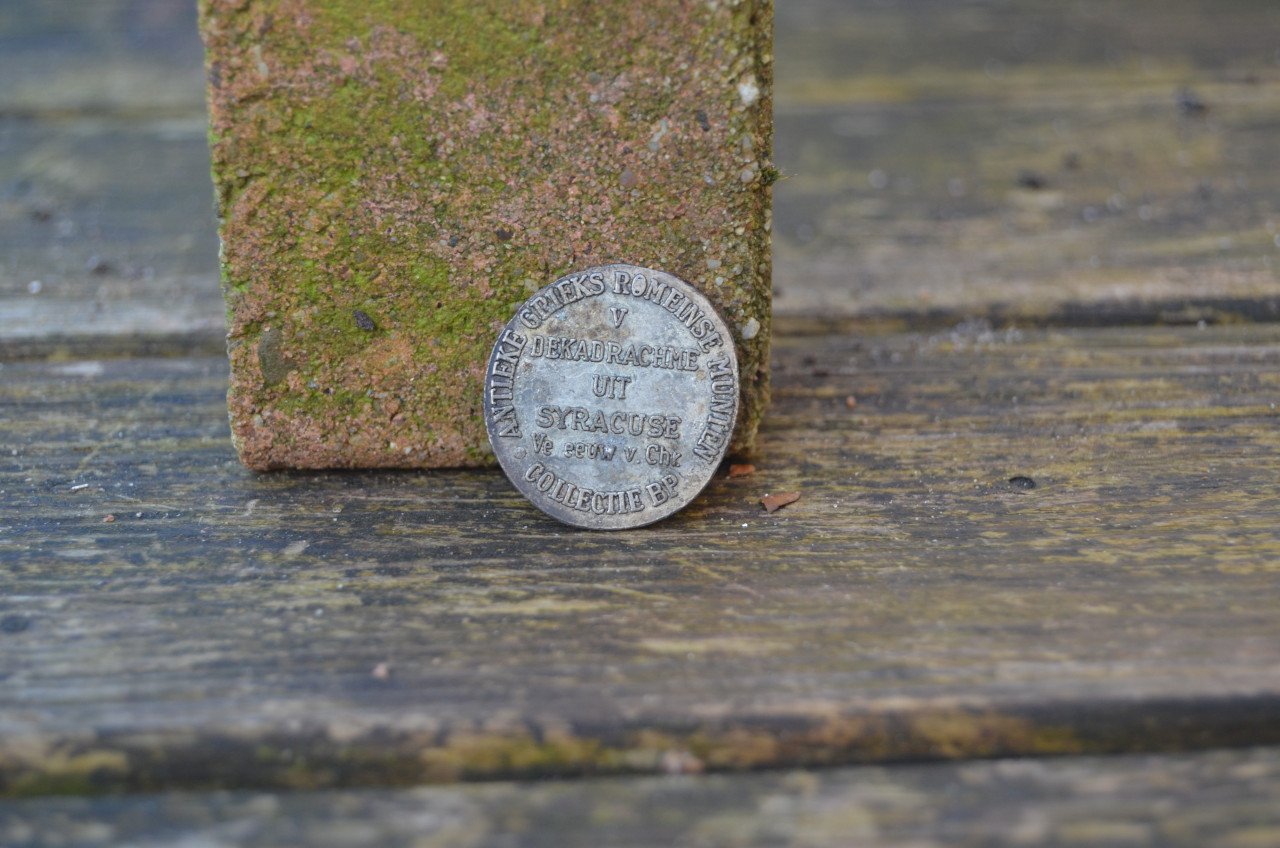 ANTIEKE GRIEKS ROMEINSE MUNTEN
V
DEKADRACHME
UIT
SYRACUSE
Ve eeuw v. Chr
COLLECTIE BP